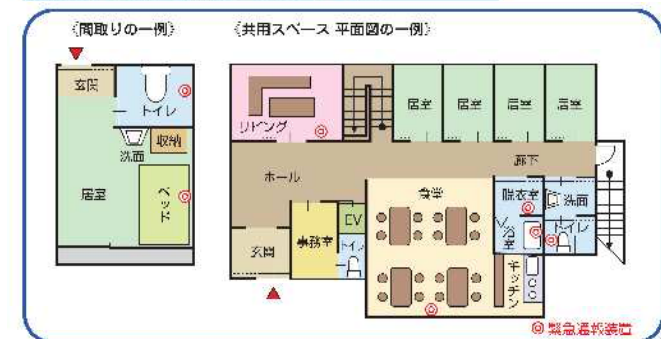 《間取りの一例》
玄関
トイレ
洗面
収納
居室
ベッド
《共用スペース 平面図の一例》
リビング
居室
居室
居室
居室
廊下
ホール
食堂
脱衣室
洗面
EV
浴室
トイレ
事務室
トイレ
玄関
キッチン
◎緊急通報装置